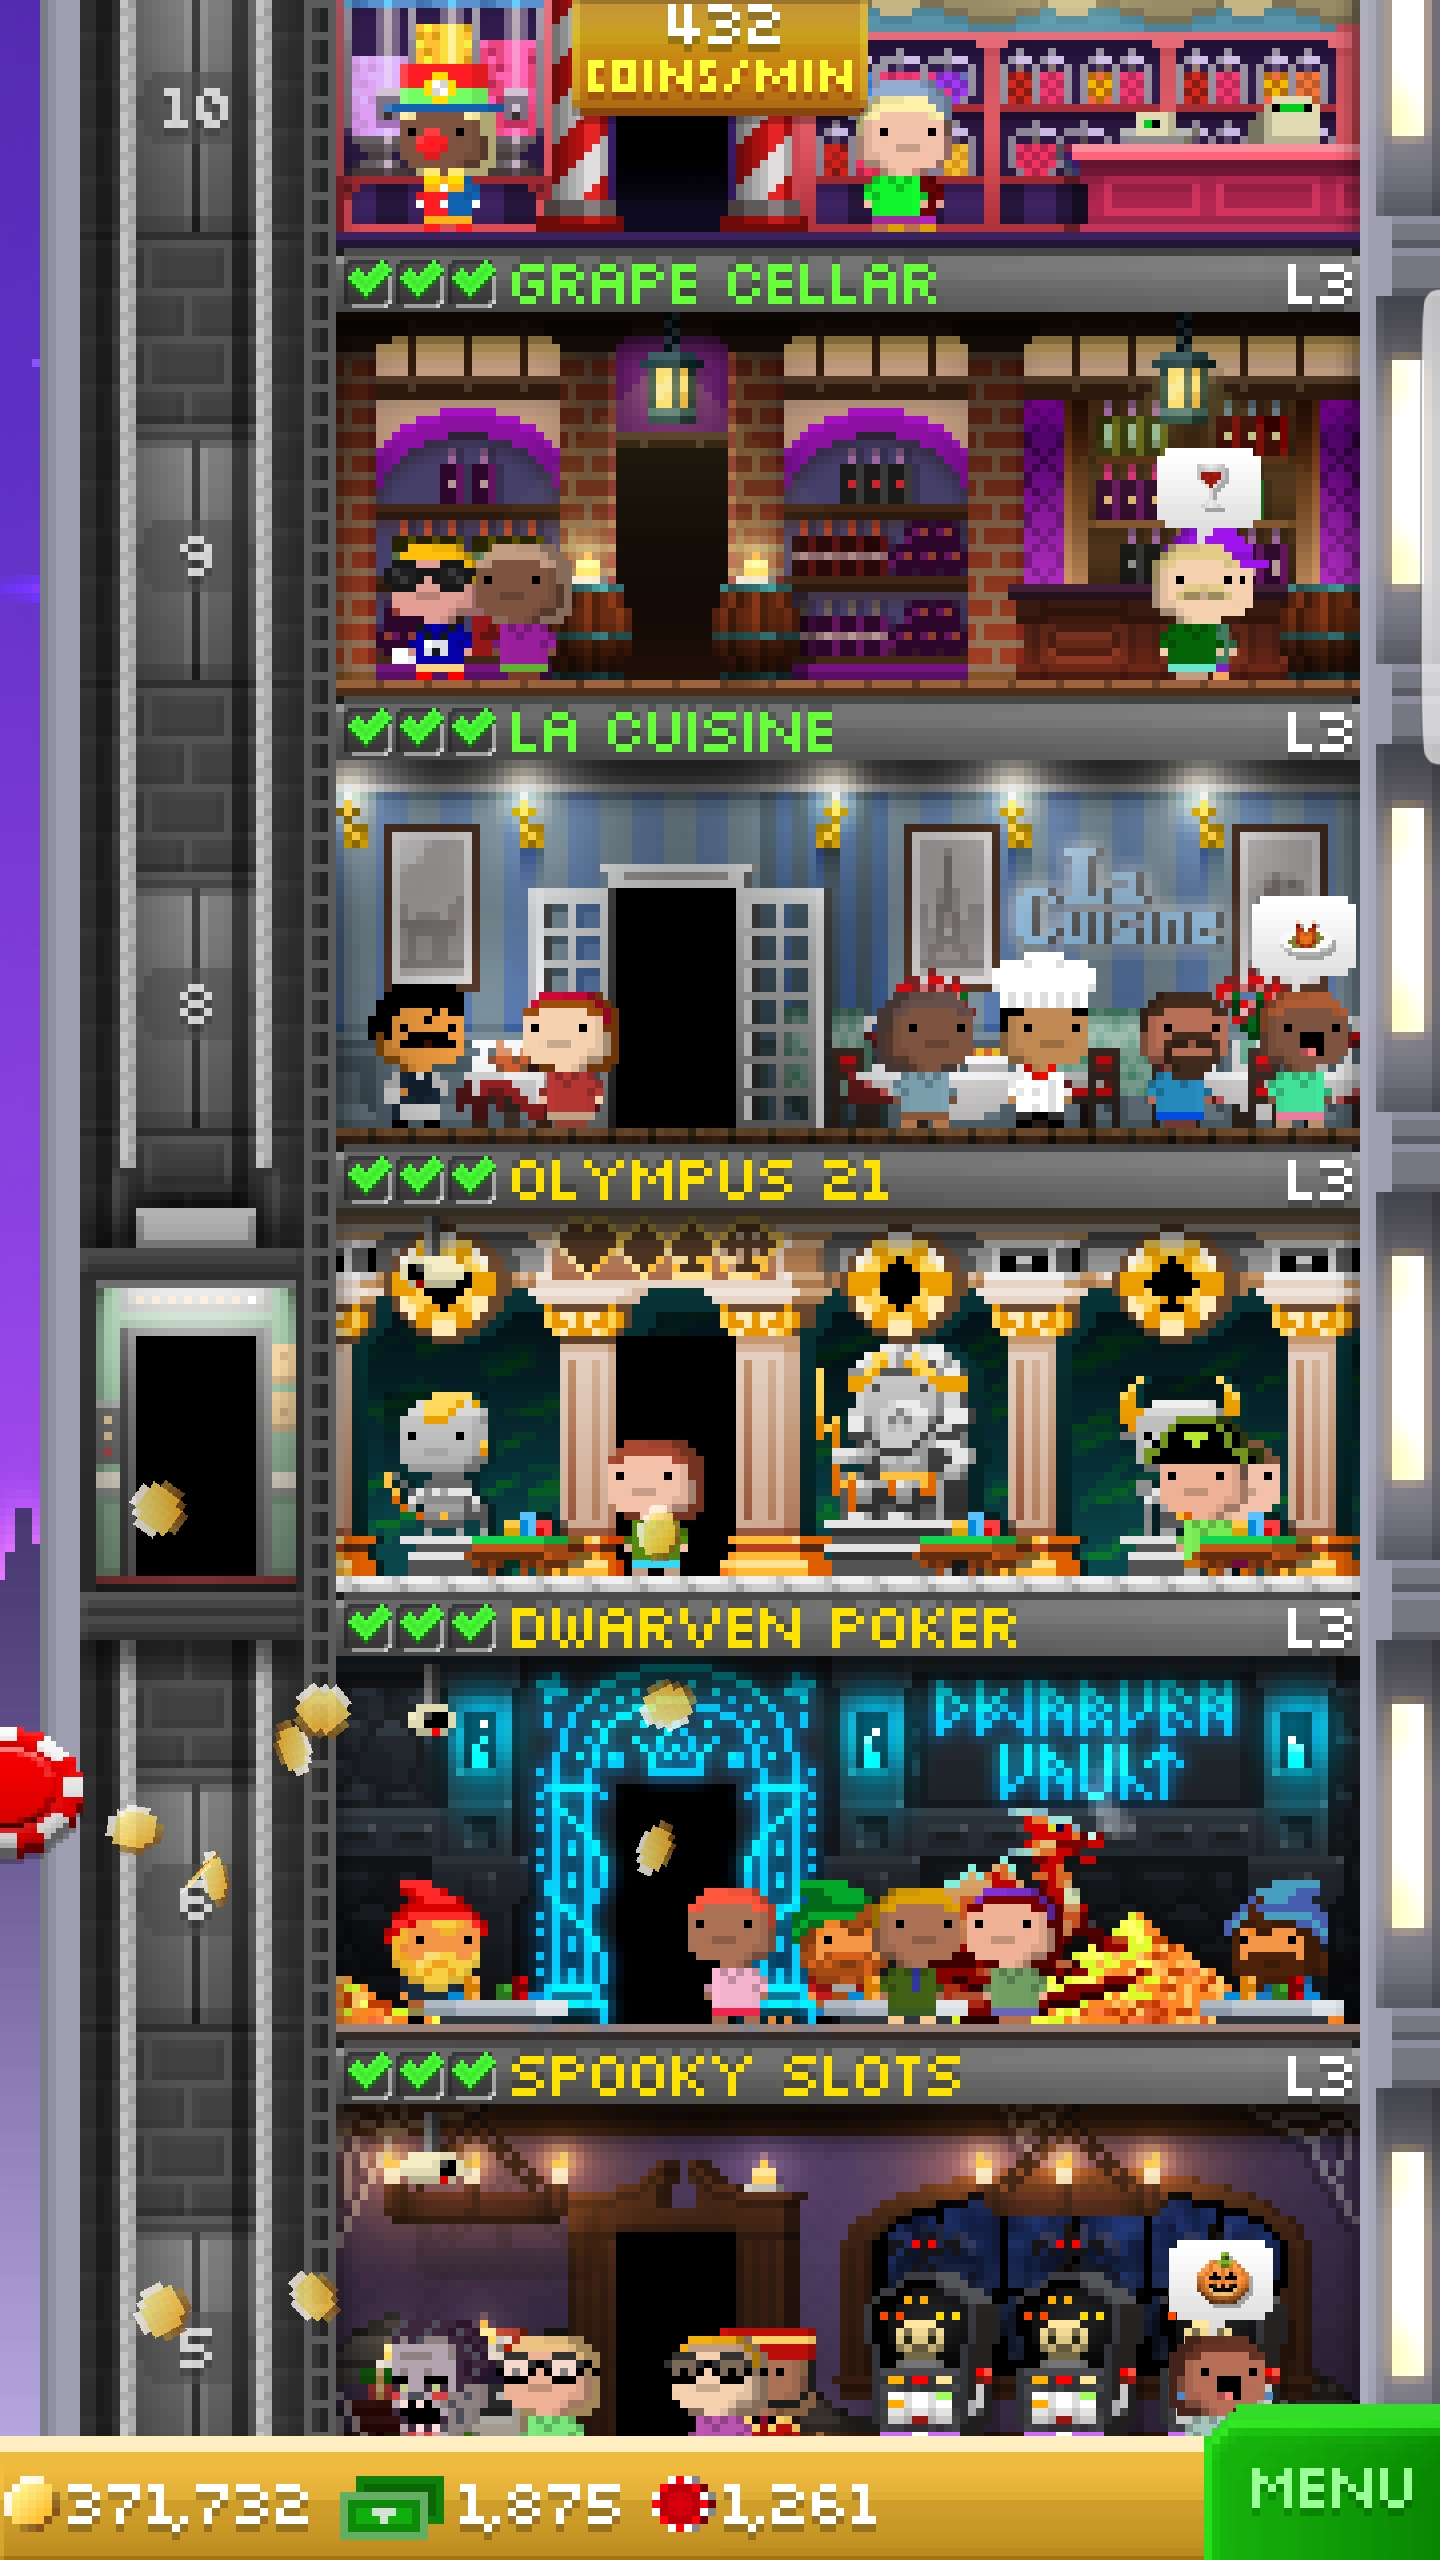 432
COINS/MIN
10
GRAPE CELLAR L3
9
LA CUISINE L3
La
Cuisine
8
OLYMPUS 21 L3
DWARVEN POKER L3
DWARVEN
VAULT
6
SPOOKY SLOTS L3
5
371,732 1,875 1,261
MENU